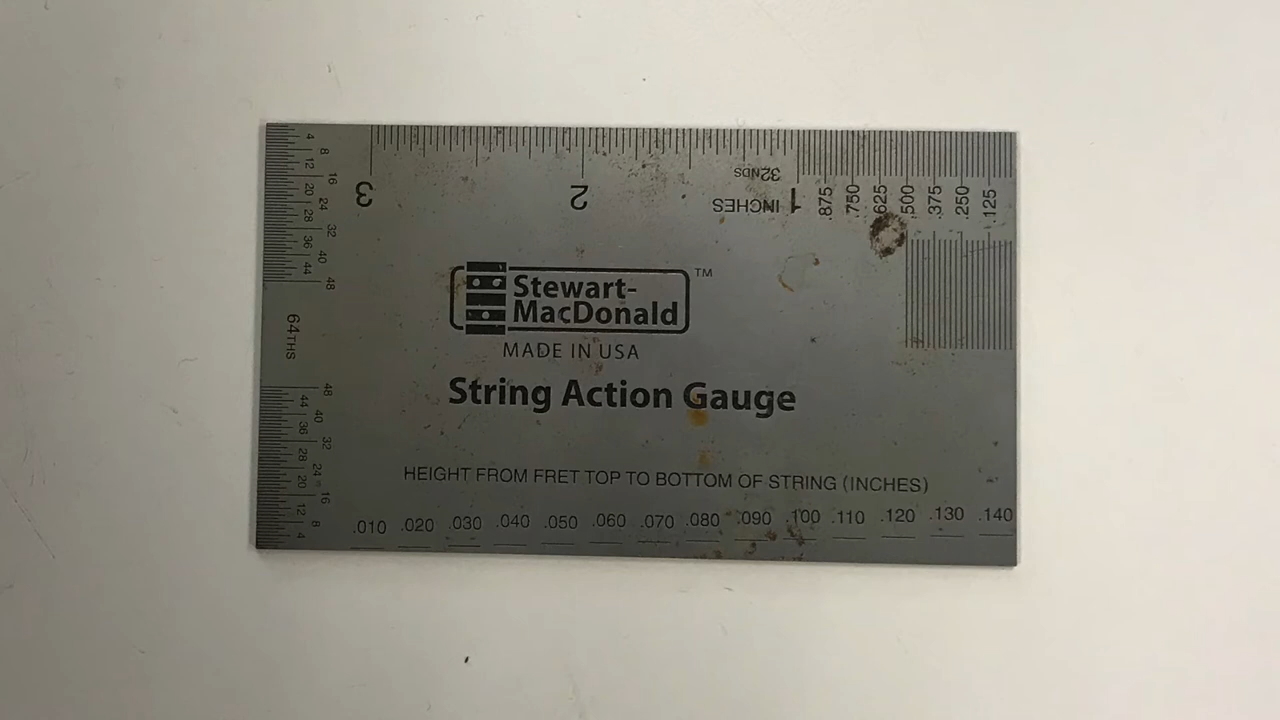 4 8 12 16 20 24 28 32 36 40 44 48
64THS
48 44 40 36 32 28 24 20 16 12 8 4
3 2 1
32NDS
INCHES
.875 .750 .625 .500 .375 .250 .125
Stewart-
MacDonald
TM
MADE IN USA
String Action Gauge
HEIGHT FROM FRET TOP TO BOTTOM OF STRING (INCHES)
.010 .020 .030 .040 .050 .060 .070 .080 .090 .100 .110 .120 .130 .140